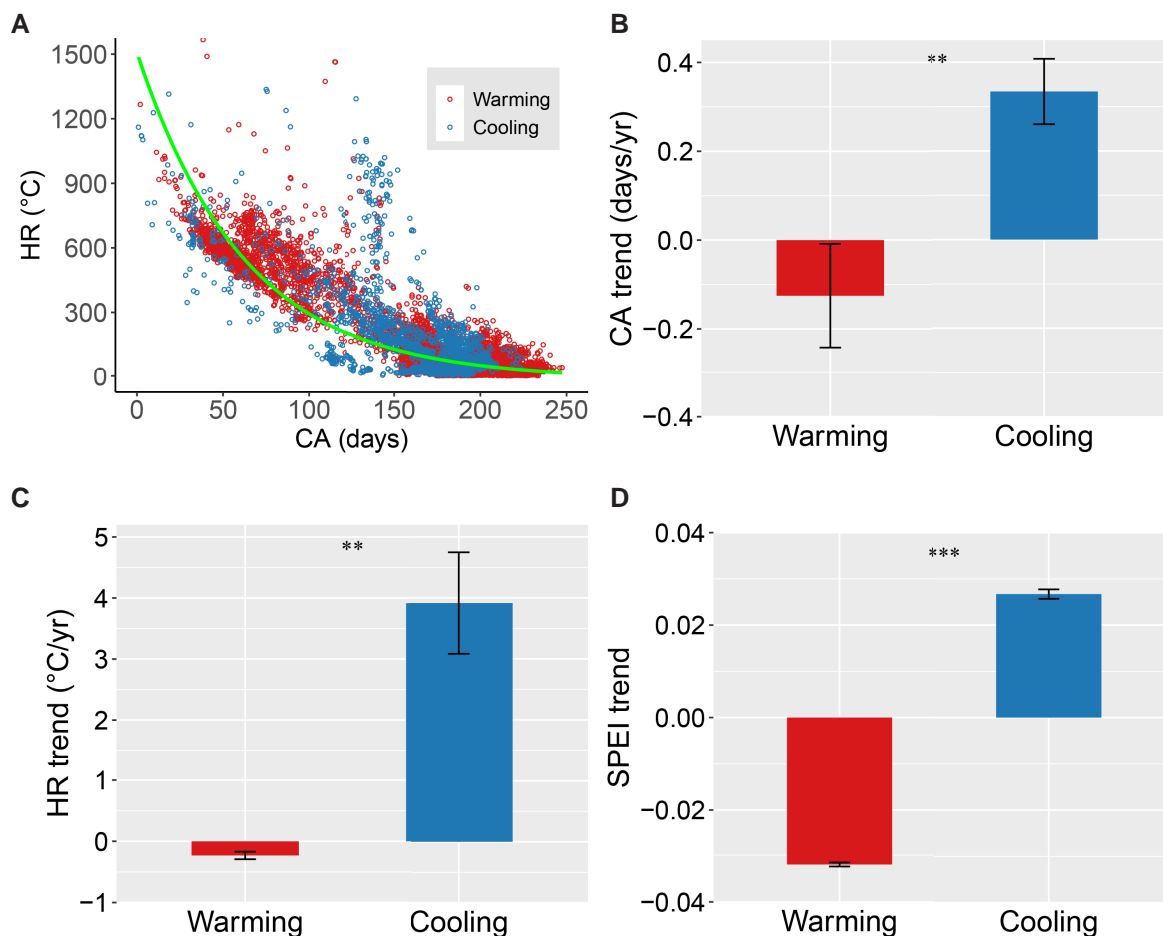 A
HR (°C)
1500
1200
900
600
300
0
0 50 100 150 200 250
CA (days)
Warming
Cooling
B
CA trend (days/yr)
**
0.4
0.2
0.0
−0.2
−0.4
Warming Cooling
C
HR trend (°C/yr)
**
5
4
3
2
1
0
−1
Warming Cooling
D
SPEI trend
***
0.04
0.02
0.00
−0.02
−0.04
Warming Cooling